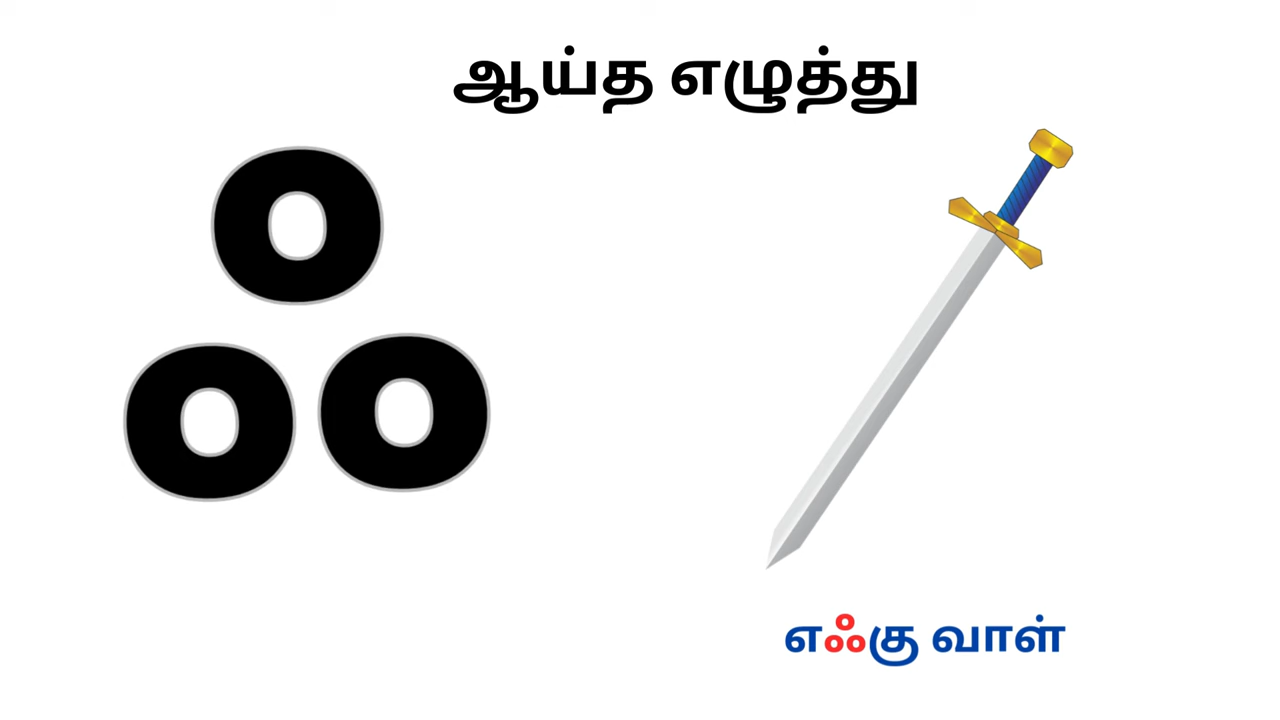 ஆய்த எழுத்து
ஃ
எஃகு வாள்